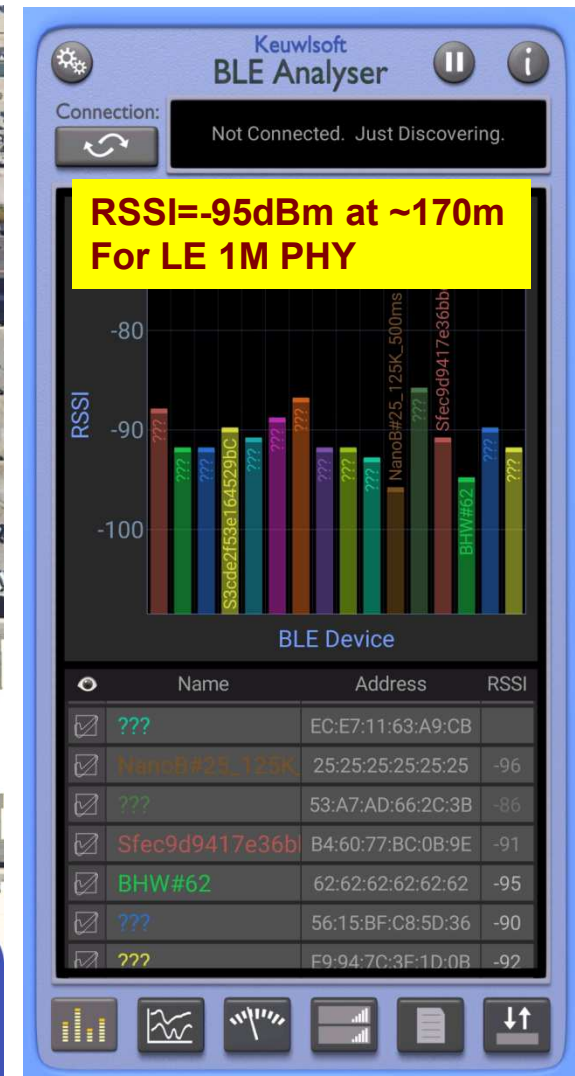 Keuwlsoft
BLE Analyser
Connection:
Not Connected. Just Discovering.
RSSI=-95dBm at ~170m
For LE 1M PHY
RSSI
-80
-90
-100
???
???
???
S3cde2f53e164529bC
???
???
???
???
???
???
NanoB#25_125K_500ms
???
Sfec9d9417e36bb
BHW#62
???
???
BLE Device
Name Address RSSI
??? EC:E7:11:63:A9:CB
NanoB#25_125K_ 25:25:25:25:25:25 -96
??? 53:A7:AD:66:2C:3B -86
Sfec9d9417e36bl B4:60:77:BC:0B:9E -91
BHW#62 62:62:62:62:62:62 -95
??? 56:15:BF:C8:5D:36 -90
??? E9:94:7C:3F:1D:0B -92